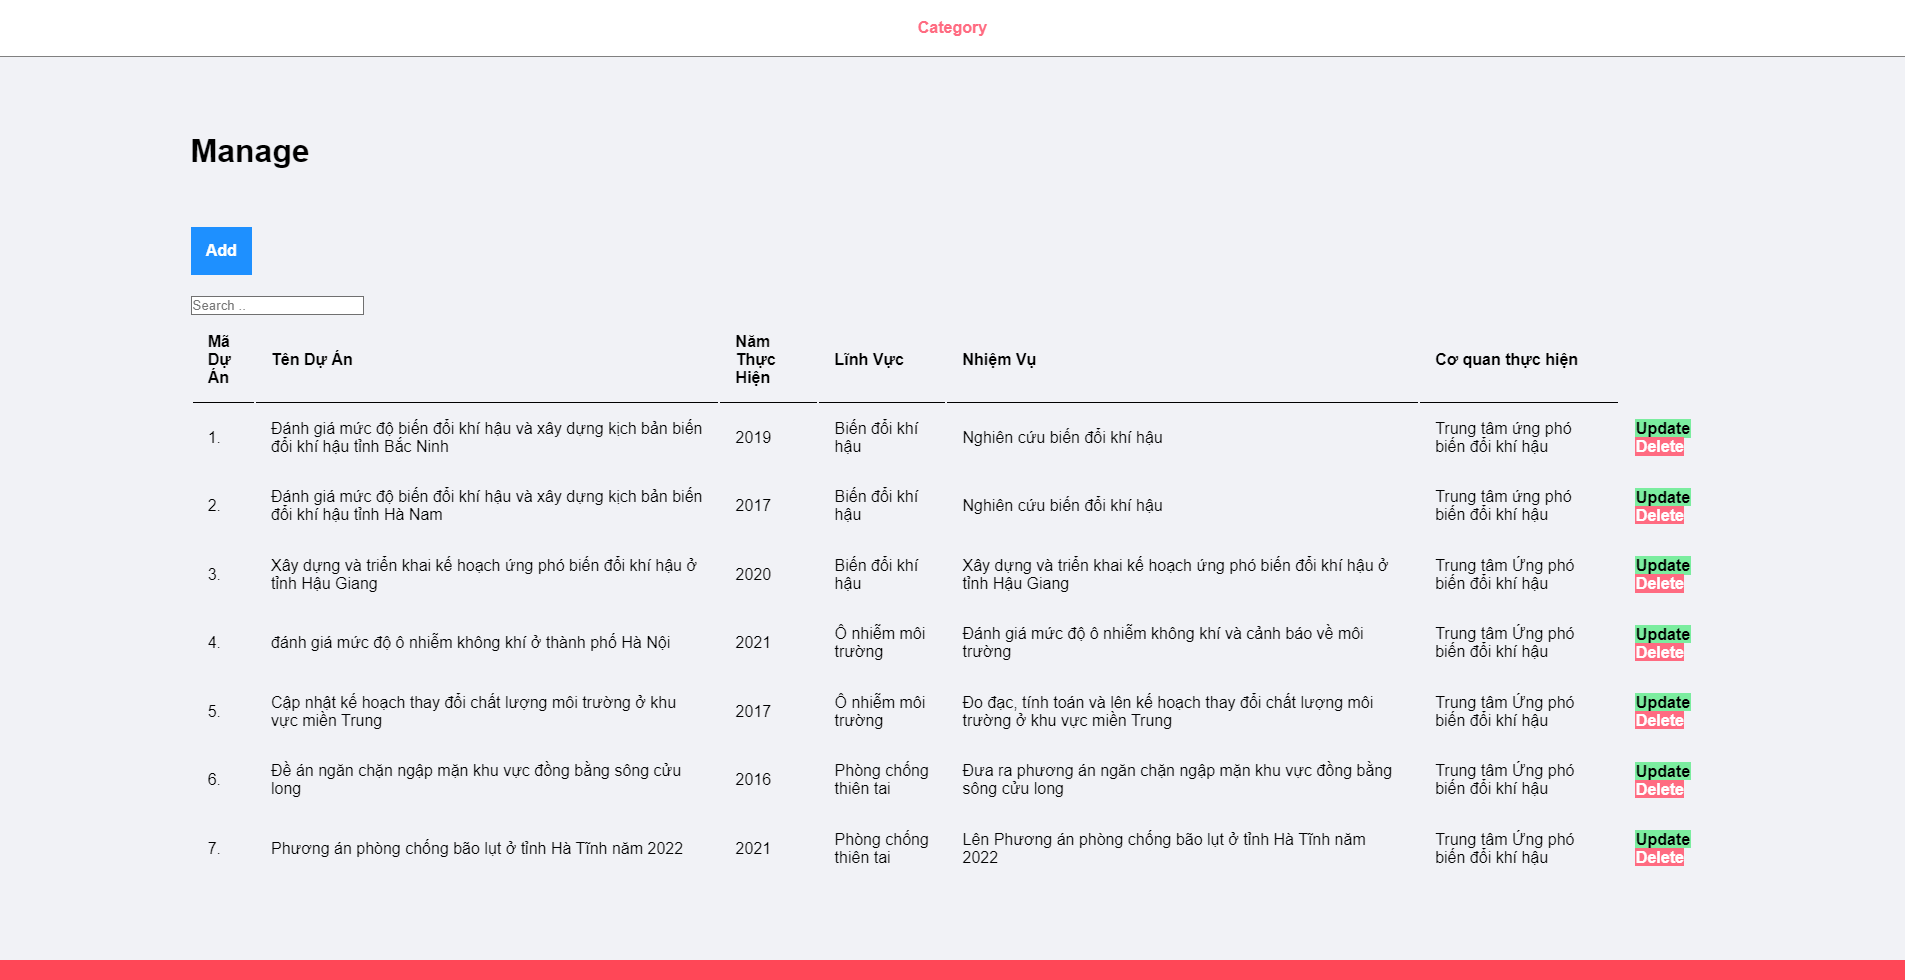 Category
Manage
Add
Search ..
Mã
Dự
Án
Tên Dự Án
Năm
Thực
Hiện
Lĩnh Vực
Nhiệm Vụ
Cơ quan thực hiện
1.
Đánh giá mức độ biến đổi khí hậu và xây dựng kịch bản biến
đổi khí hậu tỉnh Bắc Ninh
2019
Biến đổi khí
hậu
Nghiên cứu biến đổi khí hậu
Trung tâm ứng phó
biến đổi khí hậu
Update
Delete
2.
Đánh giá mức độ biến đổi khí hậu và xây dựng kịch bản biến
đổi khí hậu tỉnh Hà Nam
2017
Biến đổi khí
hậu
Nghiên cứu biến đổi khí hậu
Trung tâm ứng phó
biến đổi khí hậu
Update
Delete
3.
Xây dựng và triển khai kế hoạch ứng phó biến đổi khí hậu ở
tỉnh Hậu Giang
2020
Biến đổi khí
hậu
Xây dựng và triển khai kế hoạch ứng phó biến đổi khí hậu ở
tỉnh Hậu Giang
Trung tâm Ứng phó
biến đổi khí hậu
Update
Delete
4.
đánh giá mức độ ô nhiễm không khí ở thành phố Hà Nội
2021
Ô nhiễm môi
trường
Đánh giá mức độ ô nhiễm không khí và cảnh báo về môi
trường
Trung tâm Ứng phó
biến đổi khí hậu
Update
Delete
5.
Cập nhật kế hoạch thay đổi chất lượng môi trường ở khu
vực miền Trung
2017
Ô nhiễm môi
trường
Đo đạc, tính toán và lên kế hoạch thay đổi chất lượng môi
trường ở khu vực miền Trung
Trung tâm Ứng phó
biến đổi khí hậu
Update
Delete
6.
Đề án ngăn chặn ngập mặn khu vực đồng bằng sông cửu
long
2016
Phòng chống
thiên tai
Đưa ra phương án ngăn chặn ngập mặn khu vực đồng bằng
sông cửu long
Trung tâm Ứng phó
biến đổi khí hậu
Update
Delete
7.
Phương án phòng chống bão lụt ở tỉnh Hà Tĩnh năm 2022
2021
Phòng chống
thiên tai
Lên Phương án phòng chống bão lụt ở tỉnh Hà Tĩnh năm
2022
Trung tâm Ứng phó
biến đổi khí hậu
Update
Delete